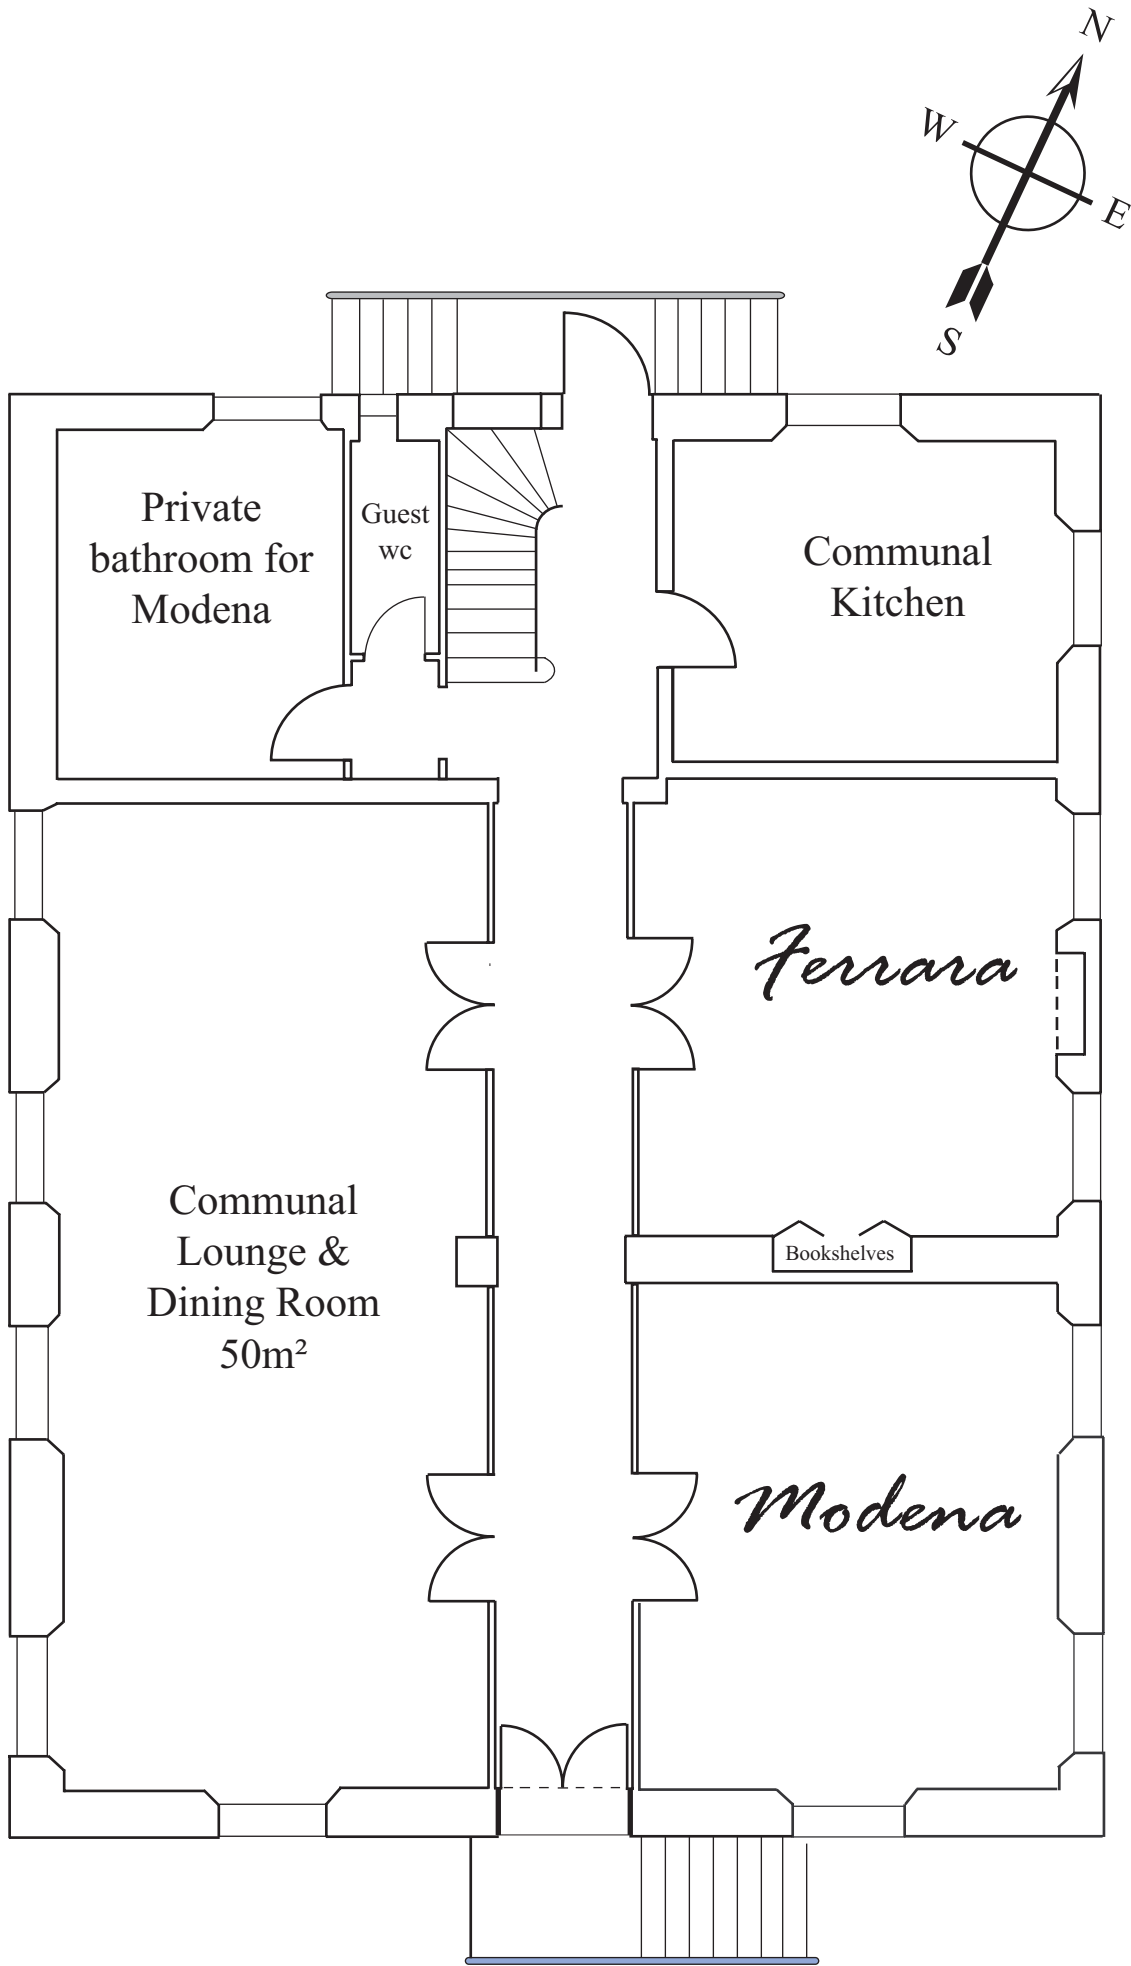 N
W
E
S
Private
bathroom for
Modena
Guest
wc
Communal
Kitchen
Ferrara
Communal
Lounge &
Dining Room
50m²
Bookshelves
Modena